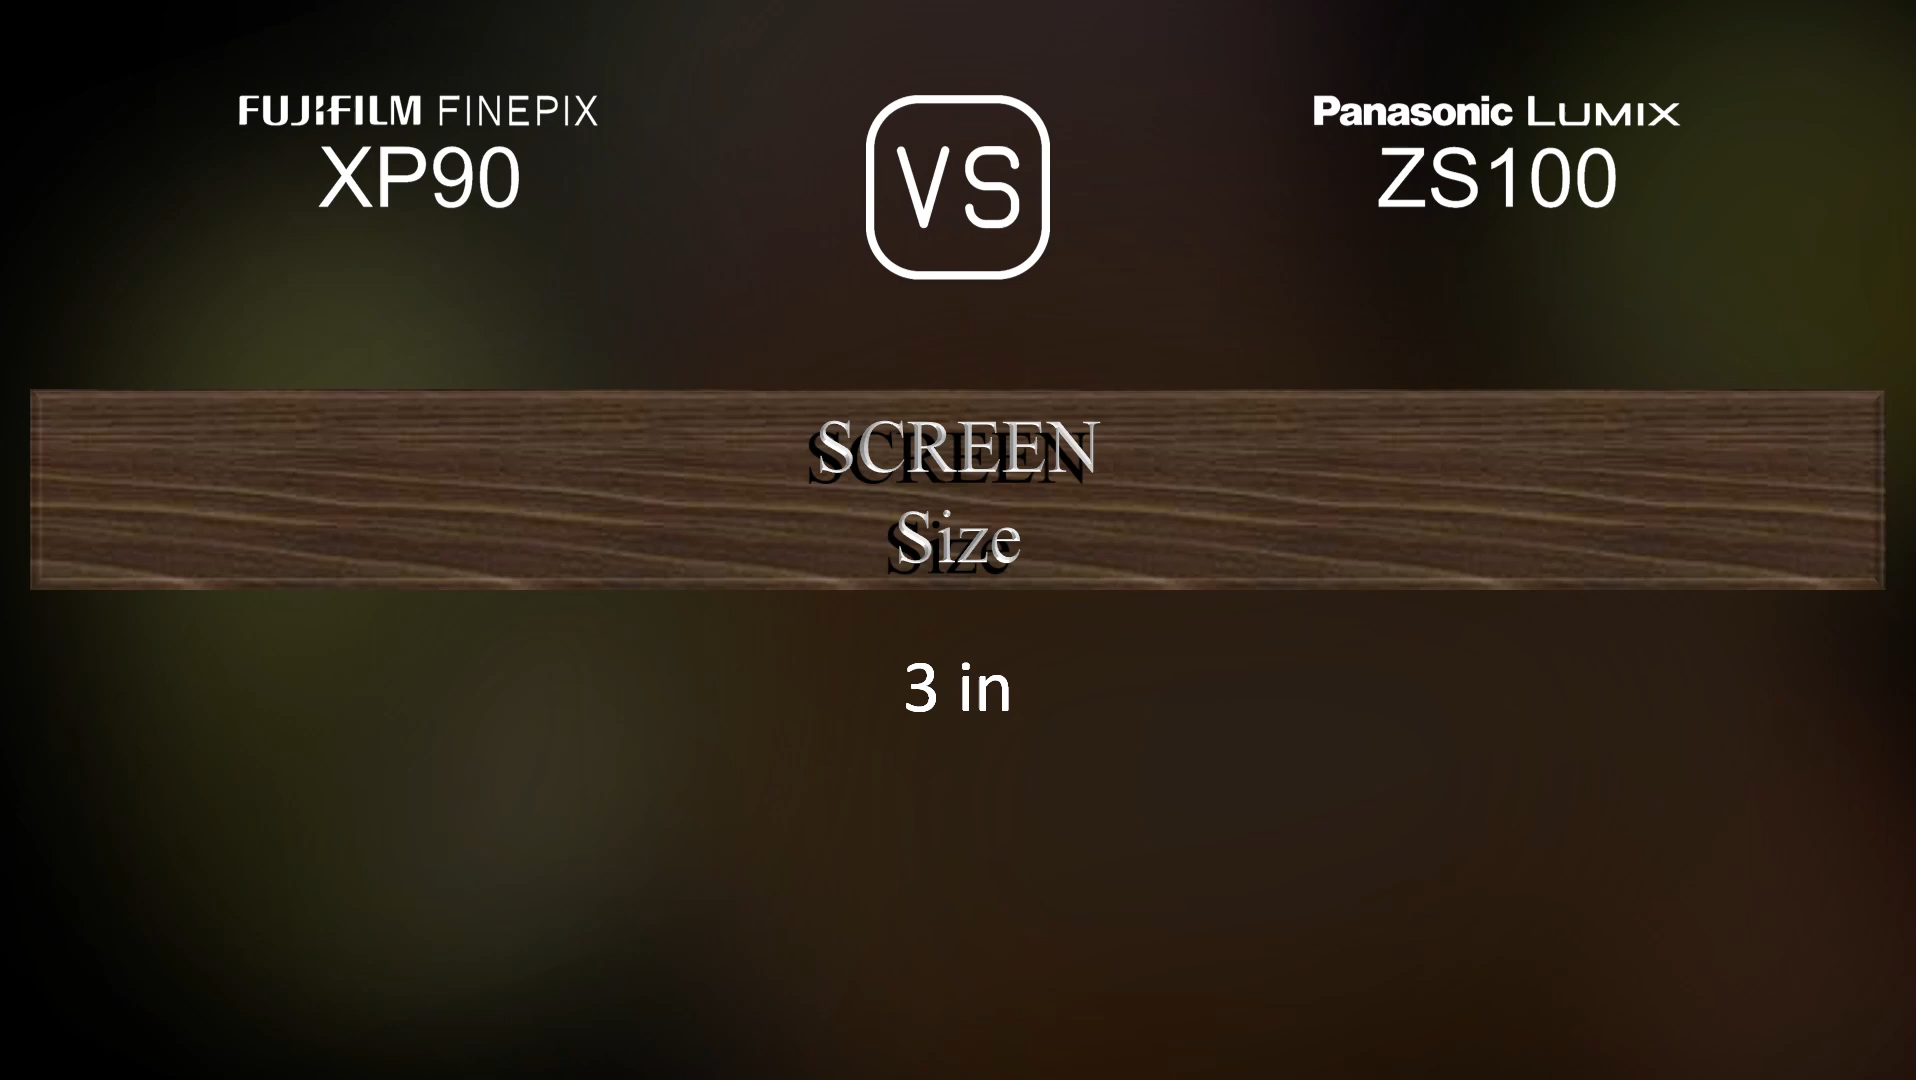 FUJIFILM FINEPIX
XP90
VS
Panasonic LUMIX
ZS100
SCREEN
Size
3 in